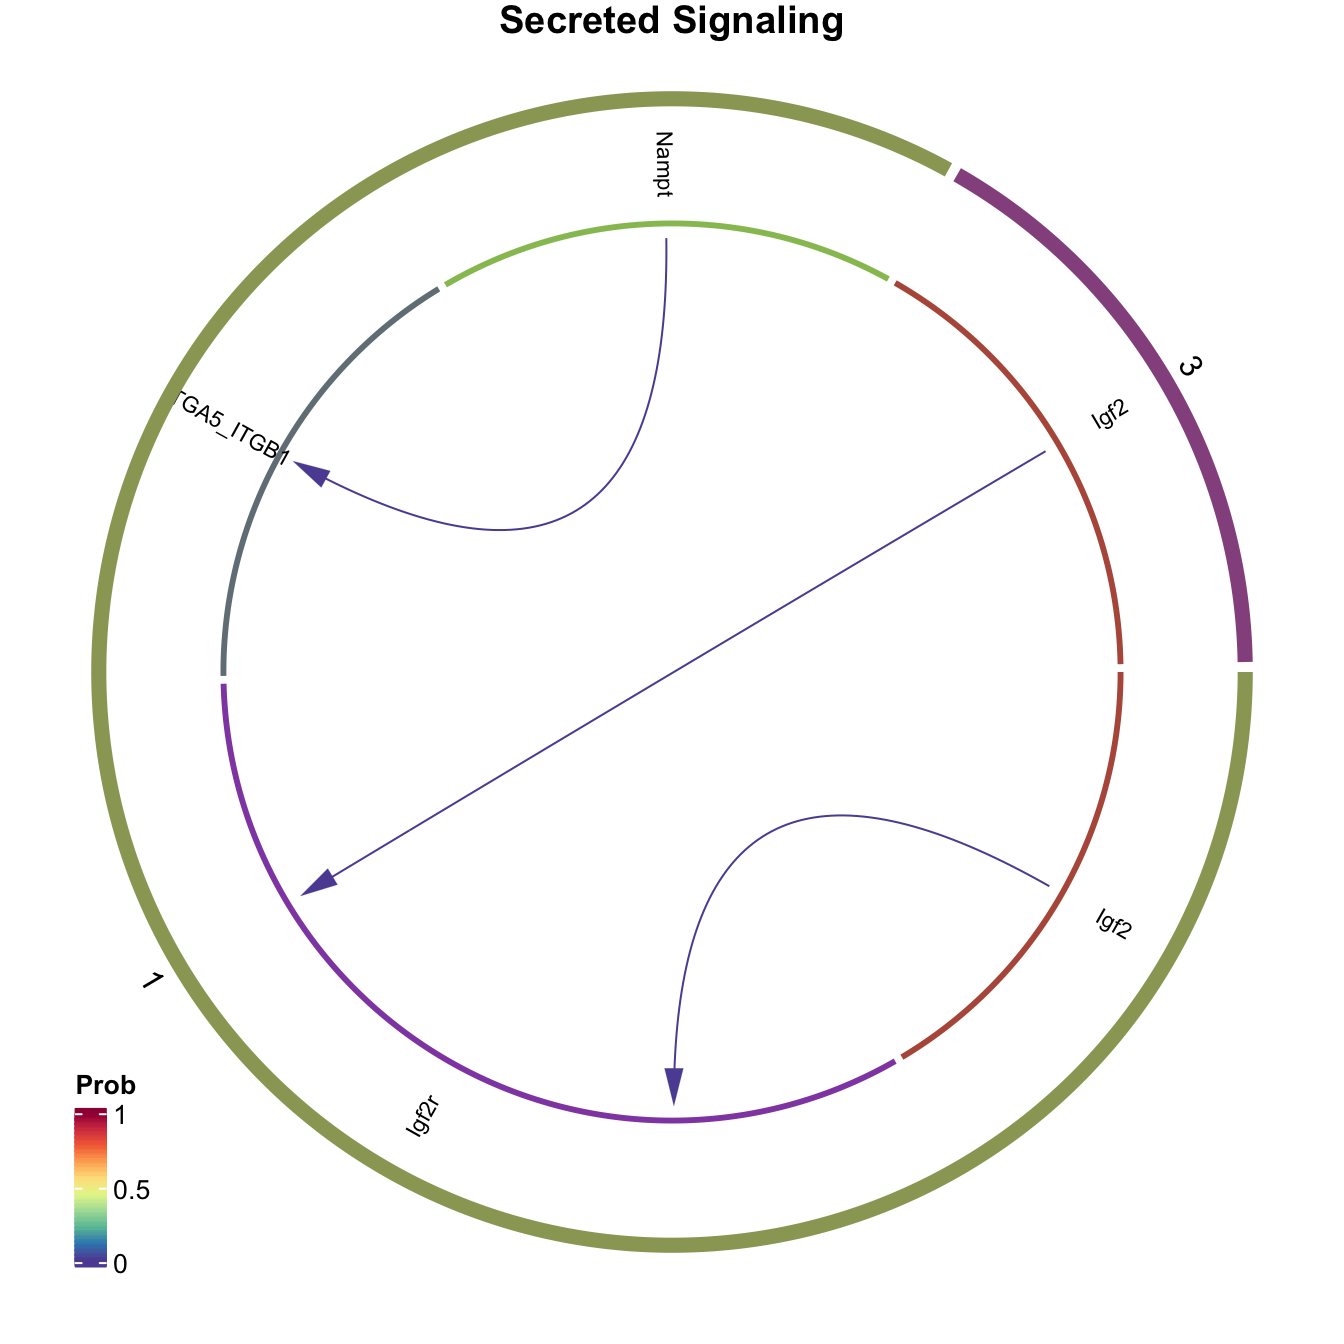 Secreted Signaling
Nampt
3
Igf2
TGA5_ITGB1
Igf2
1
Igf2r
Prob
1
0.5
0